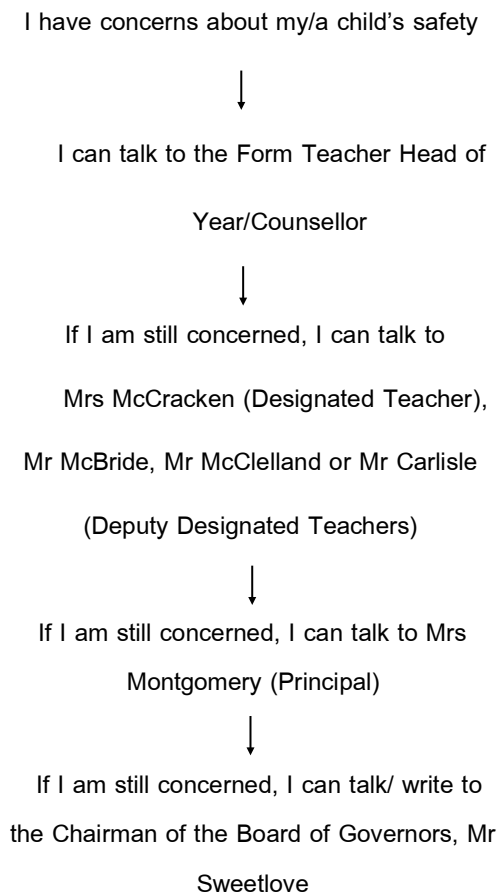 I have concerns about my/a child’s safety
I can talk to the Form Teacher Head of
Year/Counsellor
If I am still concerned, I can talk to
Mrs McCracken (Designated Teacher),
Mr McBride, Mr McClelland or Mr Carlisle
(Deputy Designated Teachers)
If I am still concerned, I can talk to Mrs
Montgomery (Principal)
If I am still concerned, I can talk/ write to
the Chairman of the Board of Governors, Mr
Sweetlove